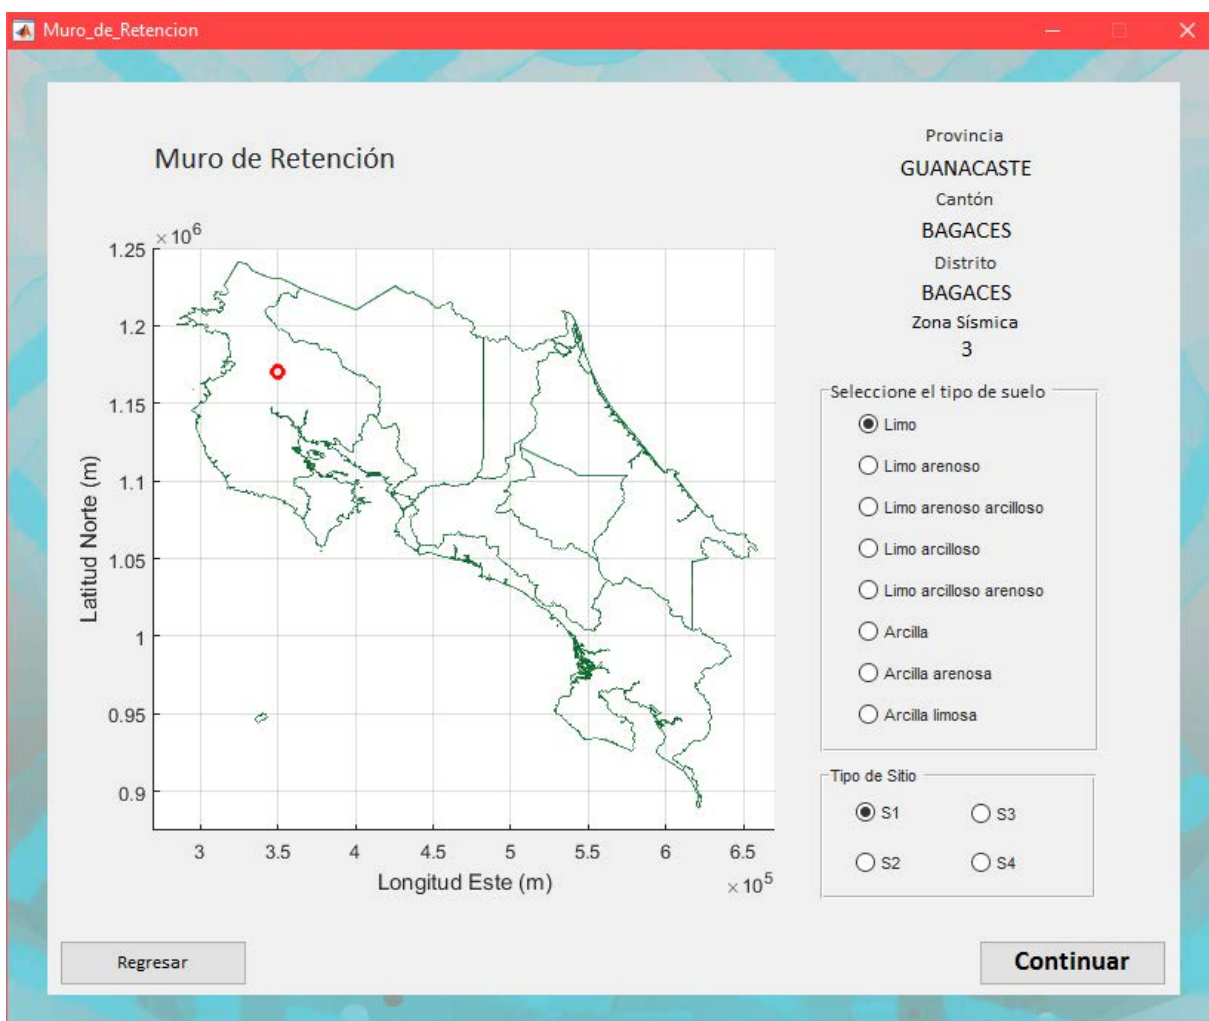 Muro_de_Retencion
Muro de Retención
× 10^6
1.25
1.2
1.15
1.1
1.05
1
0.95
0.9
Latitud Norte (m)
3 3.5 4 4.5 5 5.5 6 6.5
Longitud Este (m)
× 10^5
Provincia
GUANACASTE
Cantón
BAGACES
Distrito
BAGACES
Zona Sísmica
3
Seleccione el tipo de suelo
Limo
Limo arenoso
Limo arenoso arcilloso
Limo arcilloso
Limo arcilloso arenoso
Arcilla
Arcilla arenosa
Arcilla limosa
Tipo de Sitio
S1 S3
S2 S4
Regresar
Continuar